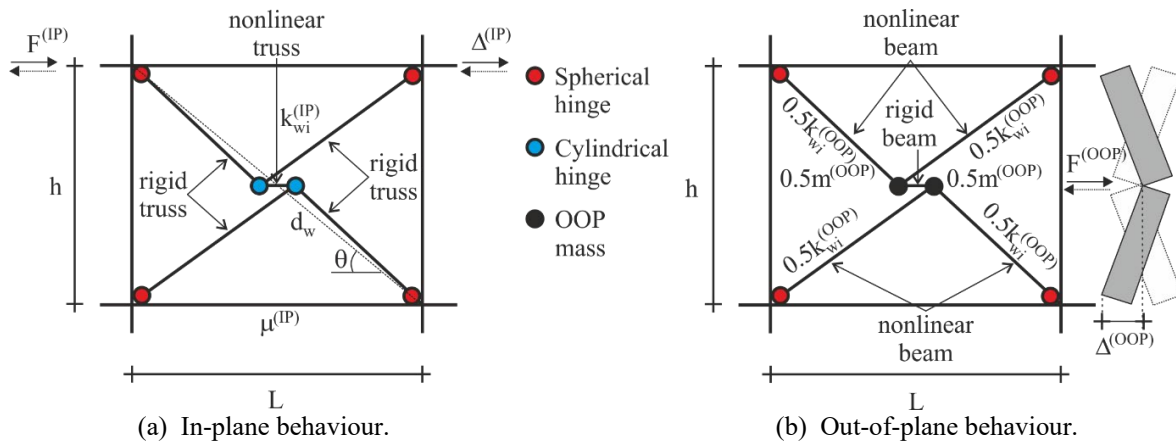 nonlinear
truss
F(IP)
Δ(IP)
k_wi(IP)
h
rigid
truss
rigid
truss
d_w
θ
μ(IP)
L
(a) In-plane behaviour.
Spherical
hinge
Cylindrical
hinge
OOP
mass
nonlinear
beam
0.5k_wi(OOP)
rigid
beam
0.5k_wi(OOP)
0.5m(OOP)
0.5m(OOP)
F(OOP)
h
0.5k_wi(OOP)
0.5k_wi(OOP)
nonlinear
beam
Δ(OOP)
L
(b) Out-of-plane behaviour.